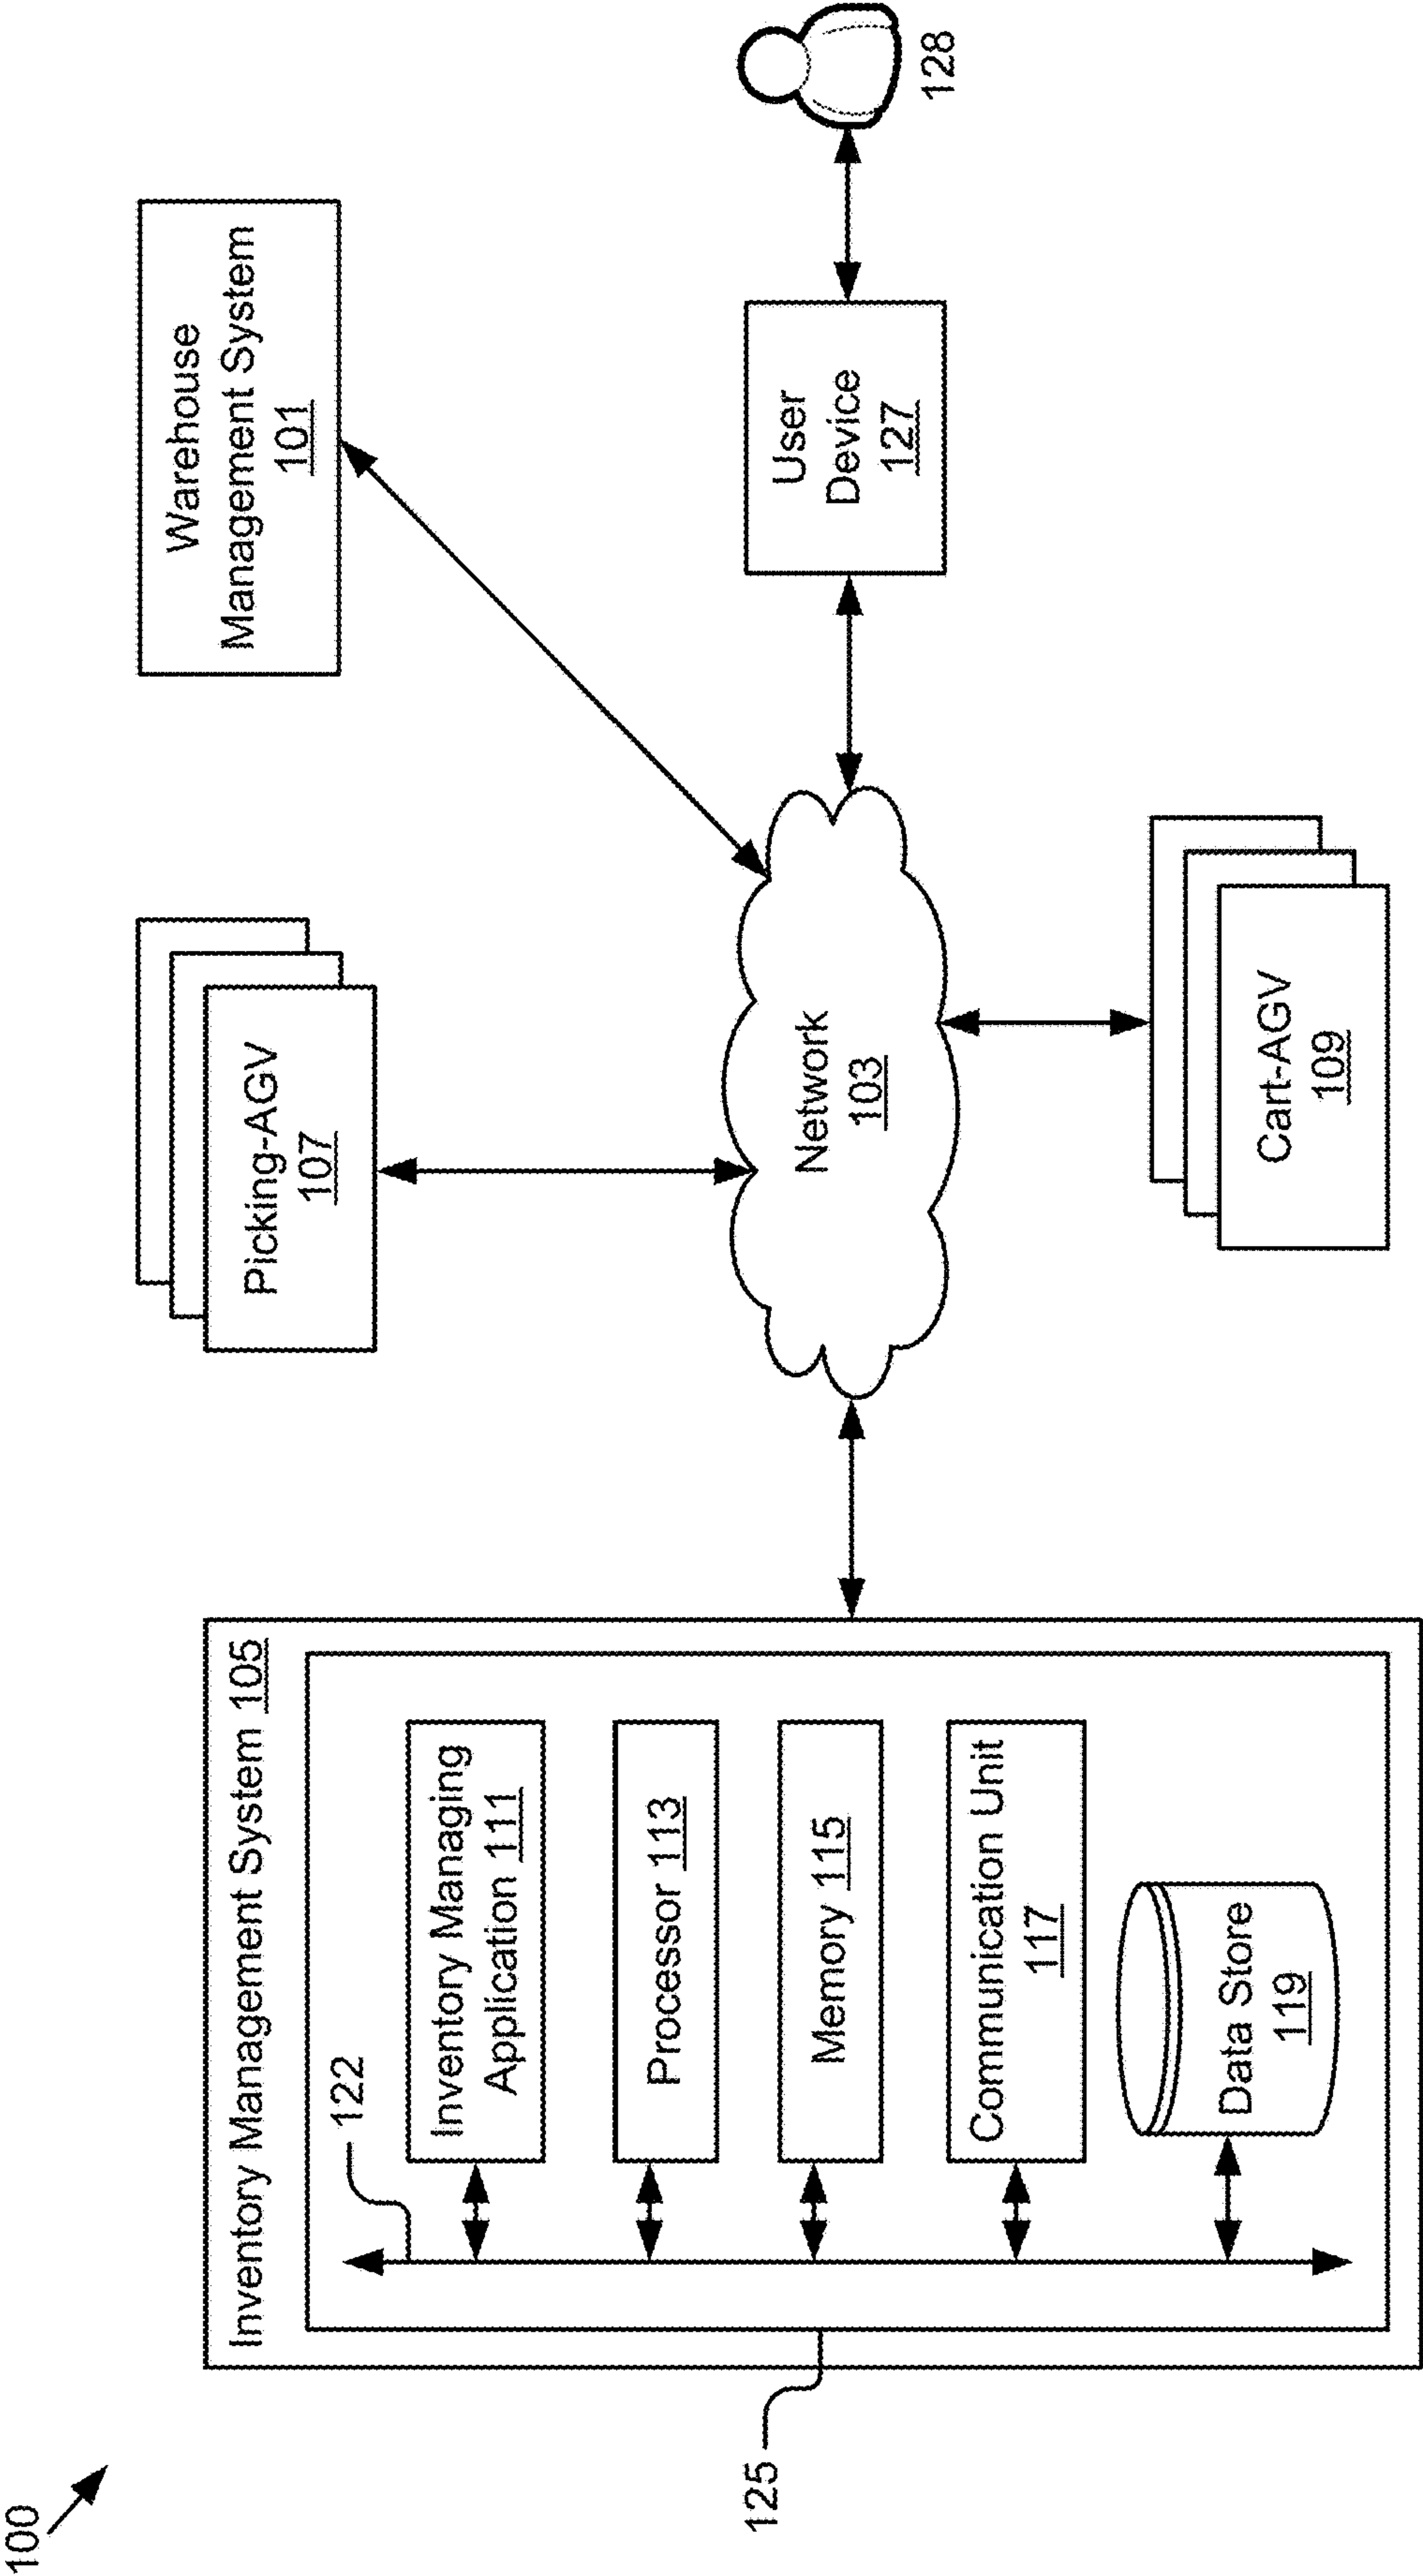 100
Inventory Management System 105
122
Inventory Managing
Application 111
Processor 113
Memory 115
Communication Unit
117
Data Store
119
125
Picking-AGV
107
Network
103
Cart-AGV
109
Warehouse
Management System
101
User
Device
127
128